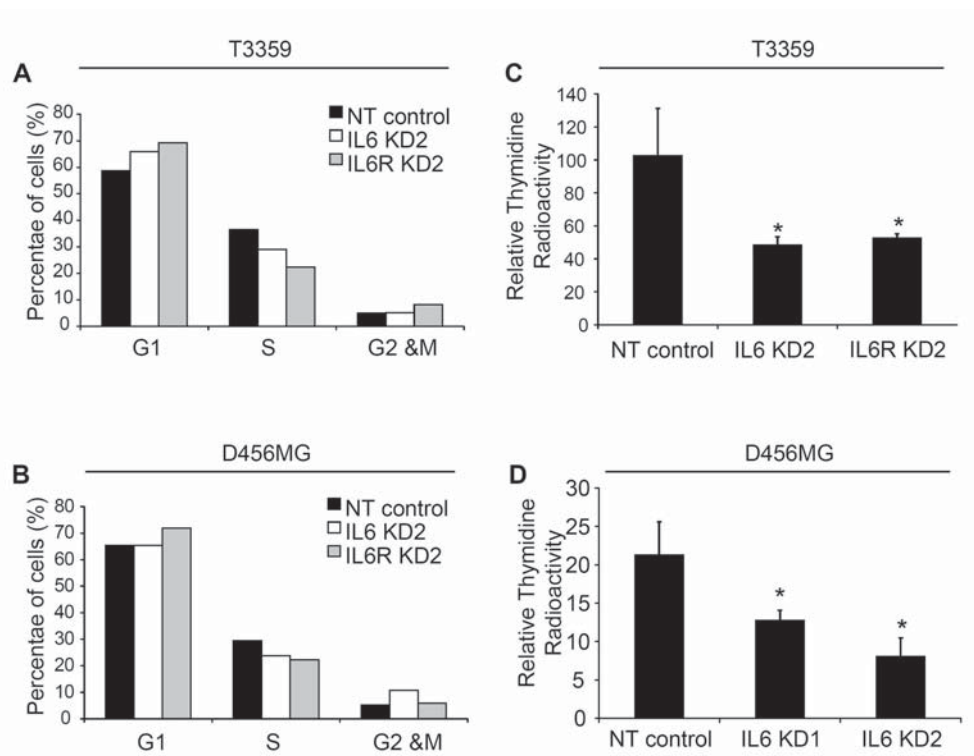 T3359
A
Percentae of cells (%)
80
70
60
50
40
30
20
10
0
NT control
IL6 KD2
IL6R KD2
G1 S G2 &M
T3359
C
Relative Thymidine
Radioactivity
140
120
100
80
60
40
20
0
* *
NT control IL6 KD2 IL6R KD2
D456MG
B
Percentae of cells (%)
80
70
60
50
40
30
20
10
0
NT control
IL6 KD2
IL6R KD2
G1 S G2 &M
D456MG
D
Relative Thymidine
Radioactivity
30
25
20
15
10
5
0
*
*
NT control IL6 KD1 IL6 KD2